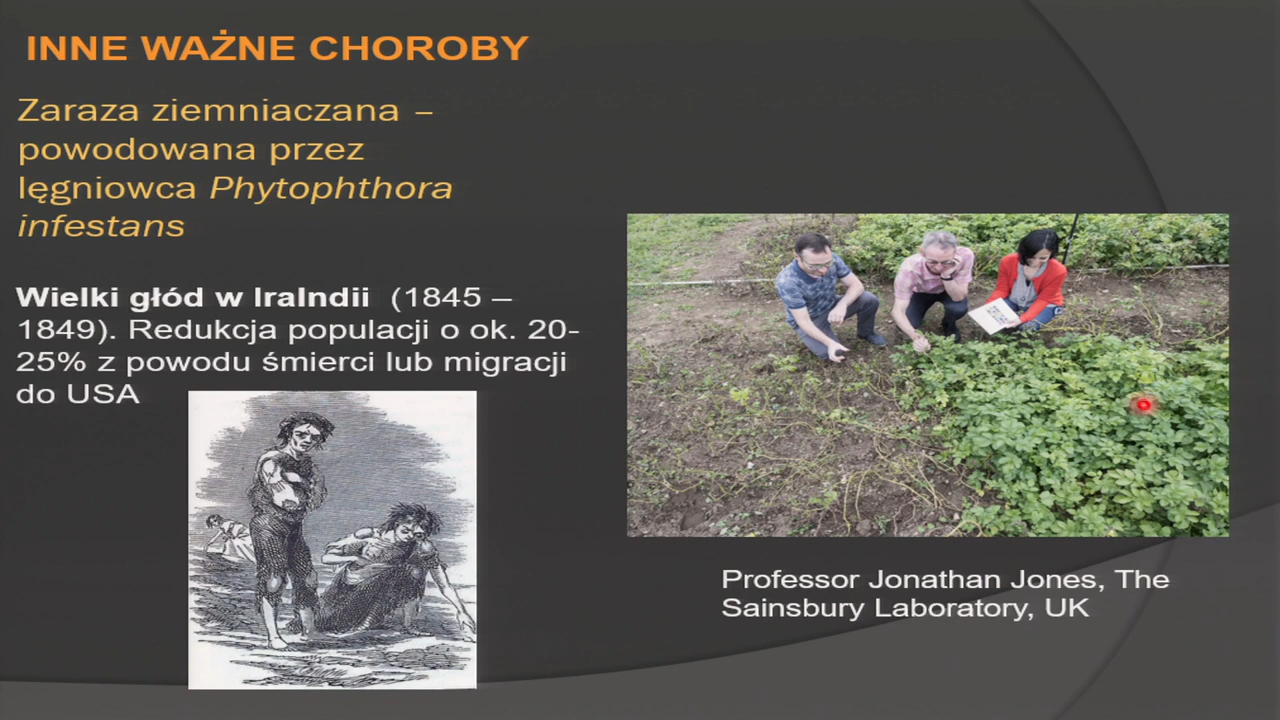 INNE WAŻNE CHOROBY
Zaraza ziemniaczana –
powodowana przez
lęgniowca Phytophthora
infestans
Wielki głód w Iralndii (1845 –
1849). Redukcja populacji o ok. 20-
25% z powodu śmierci lub migracji
do USA
Professor Jonathan Jones, The
Sainsbury Laboratory, UK